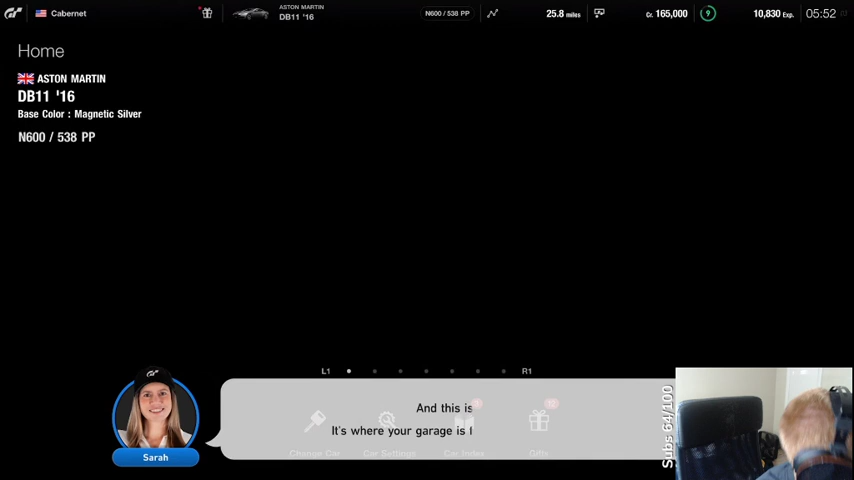 Cabernet
ASTON MARTIN
DB11 '16
N600 / 538 PP
25.8 miles
Cr. 165,000
9
10,830 Exp.
05:52
Home
ASTON MARTIN
DB11 '16
Base Color : Magnetic Silver
N600 / 538 PP
L1
R1
And this is
It's where your garage is l
Change Car
Car Settings
Car Index
Gifts
12
Sarah
Subs 64/100